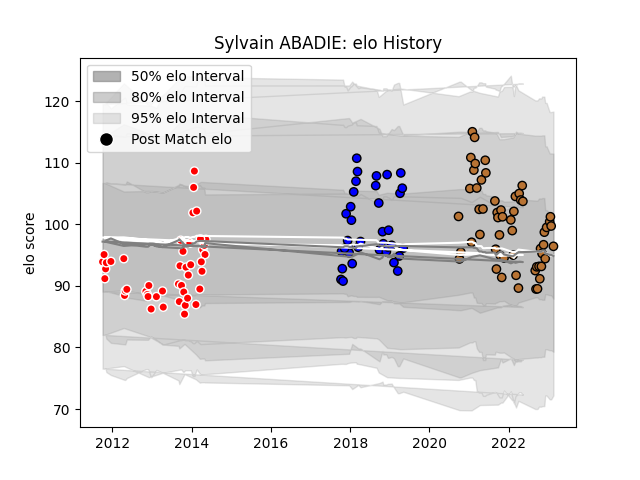 Sylvain ABADIE: elo History
50% elo Interval
80% elo Interval
95% elo Interval
Post Match elo
elo score
120
110
100
90
80
70
2012 2014 2016 2018 2020 2022